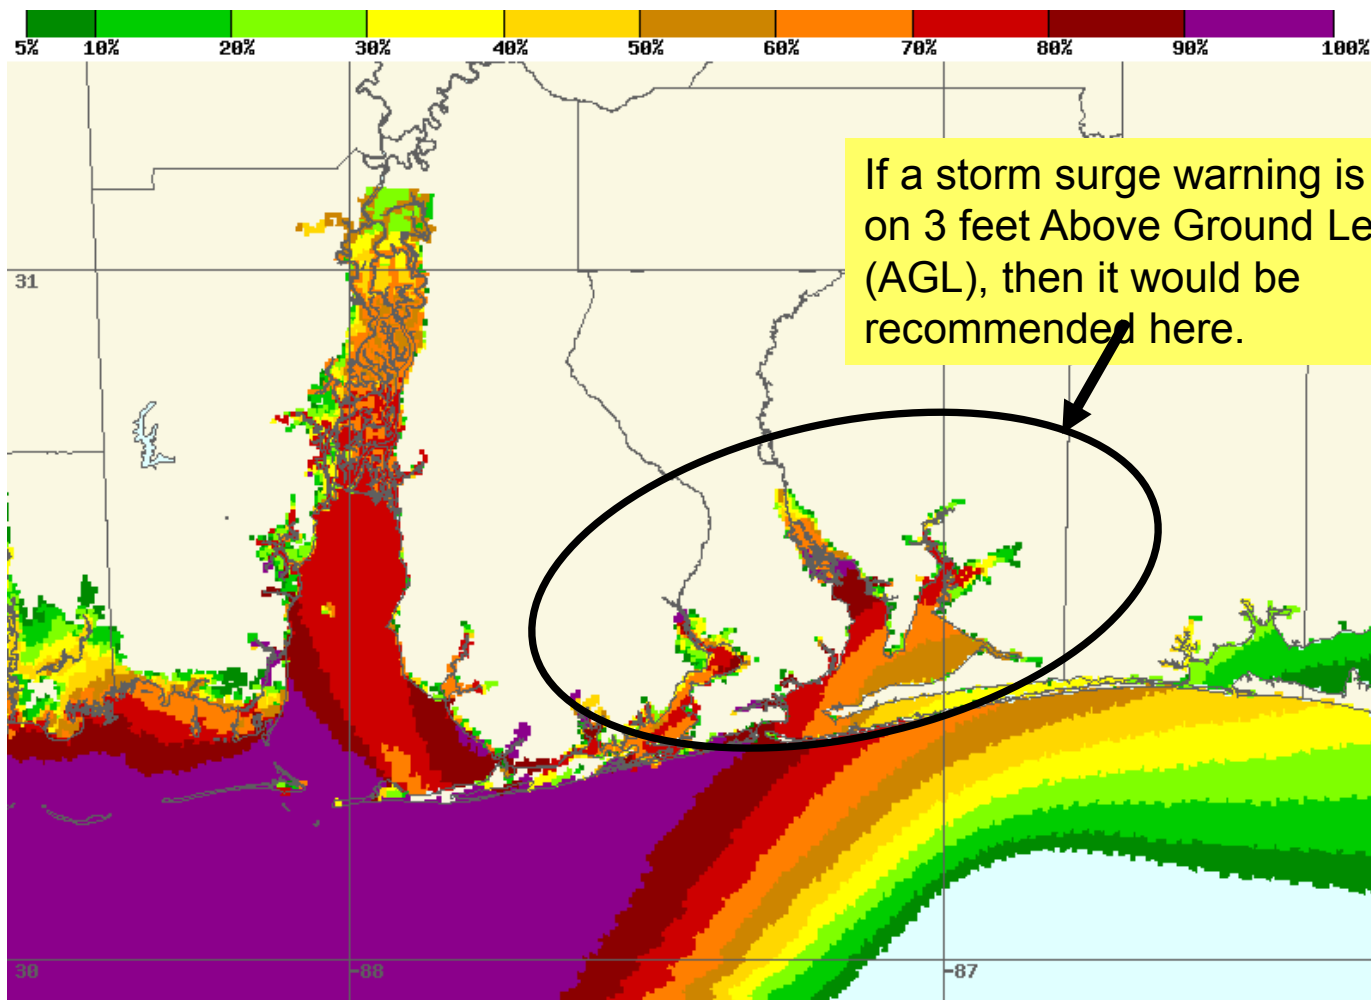 5% 10% 20% 30% 40% 50% 60% 70% 80% 90% 100%
If a storm surge warning is
on 3 feet Above Ground Le
(AGL), then it would be
recommended here.
31
30 -88 -87